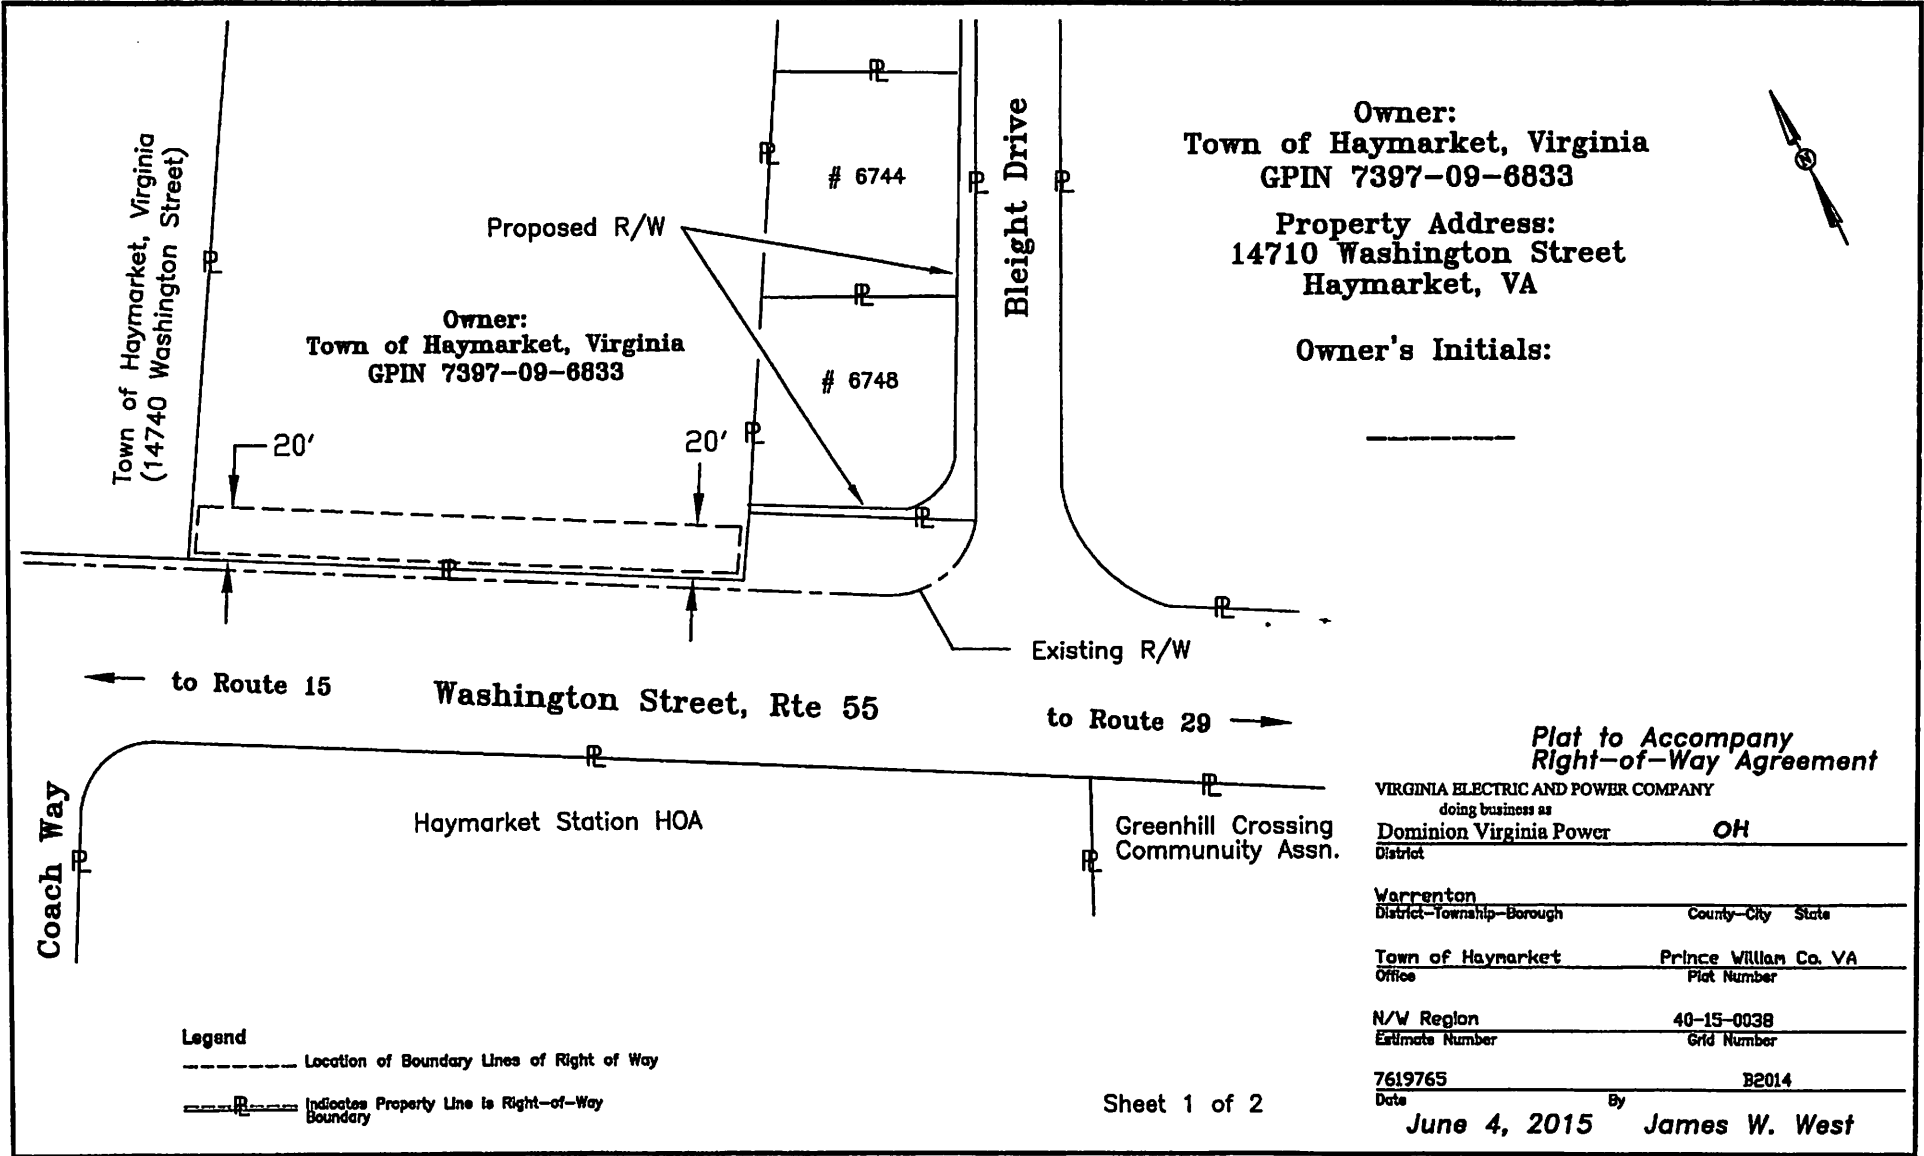 Town of Haymarket, Virginia
(14740 Washington Street)
PL
PL
PL
PL
PL
PL
PL
PL
PL
PL
PL
PL
PL
PL
# 6744
Proposed R/W
Bleight Drive
Owner:
Town of Haymarket, Virginia
GPIN 7397-09-6833
# 6748
20'
20'
Owner:
Town of Haymarket, Virginia
GPIN 7397-09-6833
Property Address:
14710 Washington Street
Haymarket, VA
Owner's Initials:
N
Existing R/W
to Route 15
Washington Street, Rte 55
to Route 29
Coach Way
Haymarket Station HOA
Greenhill Crossing
Communuity Assn.
Plat to Accompany
Right-of-Way Agreement
VIRGINIA ELECTRIC AND POWER COMPANY
doing business as
Dominion Virginia Power OH
District
Warrenton
District-Township-Borough County-City State
Town of Haymarket Prince William Co. VA
Office Plat Number
N/W Region 40-15-0038
Estimate Number Grid Number
7619765 B2014
Date By
June 4, 2015 James W. West
Legend
Location of Boundary Lines of Right of Way
PL Indicates Property Line is Right-of-Way
Boundary
Sheet 1 of 2